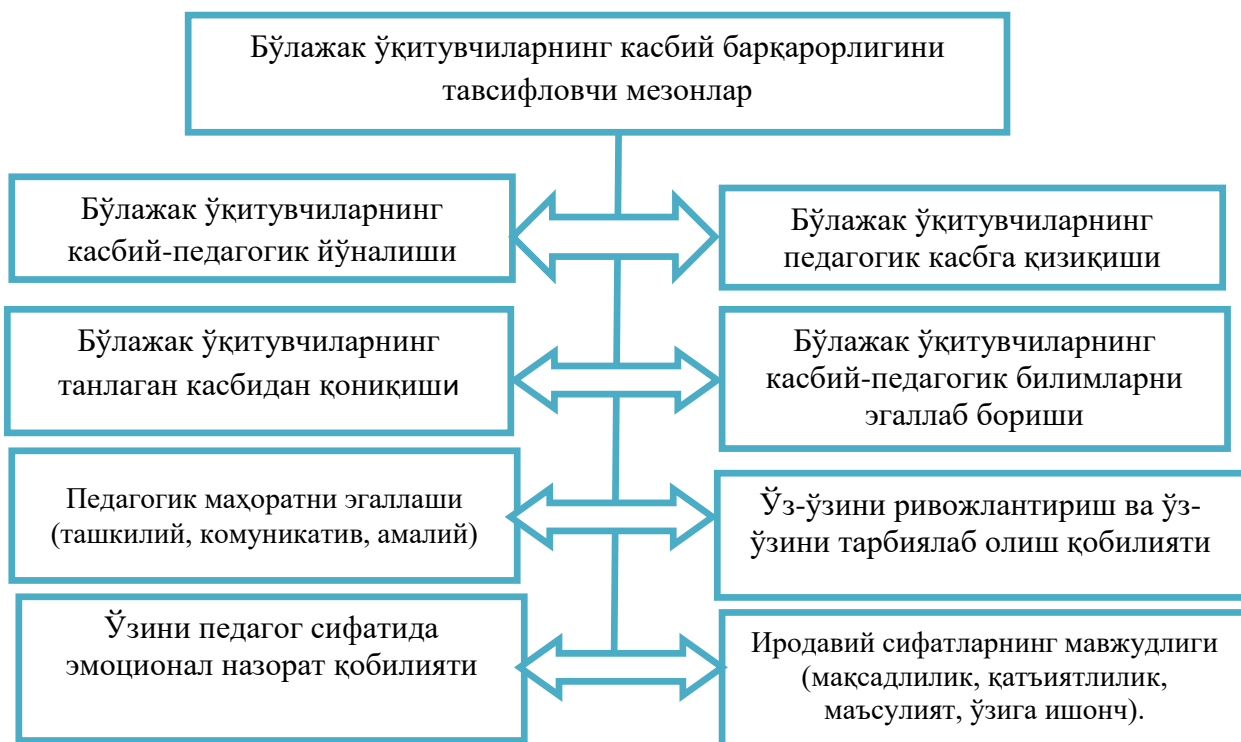 Бўлажак ўқитувчиларнинг касбий барқарорлигини
тавсифловчи мезонлар
Бўлажак ўқитувчиларнинг
касбий-педагогик йўналиши
Бўлажак ўқитувчиларнинг
педагогик касбга қизиқиши
Бўлажак ўқитувчиларнинг
танлаган касбидан қониқиши
Бўлажак ўқитувчиларнинг
касбий-педагогик билимларни
эгаллаб бориши
Педагогик маҳоратни эгаллаши
(ташкилий, комуникатив, амалий)
Ўз-ўзини ривожлантириш ва ўз-
ўзини тарбиялаб олиш қобилияти
Ўзини педагог сифатида
эмоционал назорат қобилияти
Иродавий сифатларнинг мавжудлиги
(мақсадлилик, қатъиятлилик,
маъсулият, ўзига ишонч).